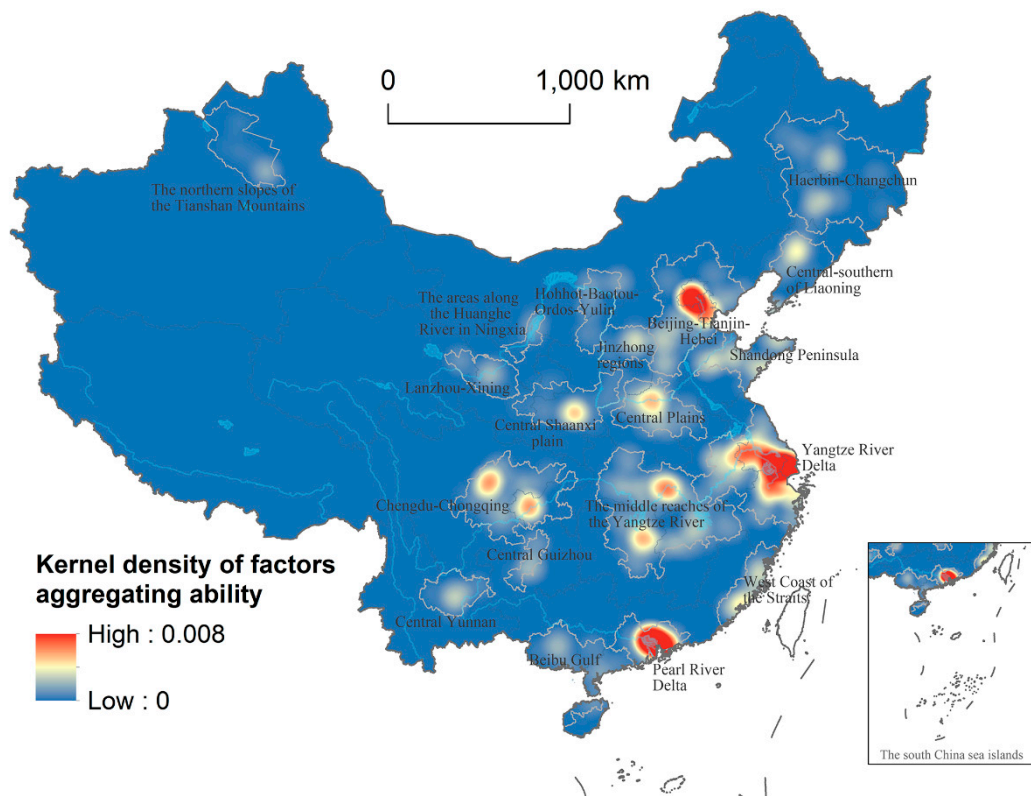 0
1,000 km
The northern slopes of
the Tianshan Mountains
Haerbin-Changchun
Central-southern
of Liaoning
The areas along
the Huanghe
River in Ningxia
Hohhot-Baotou-
Ordos-Yulin
Beijing-Tianjin-
Hebei
Jinzhong
regions
Shandong Peninsula
Lanzhou-Xining
Central Shaanxi
plain
Central Plains
Yangtze River
Delta
Chengdu-Chongqing
The middle reaches of
the Yangtze River
Central Guizhou
West Coast of
the Straits
Central Yunnan
Beibu Gulf
Pearl River
Delta
Kernel density of factors
aggregating ability
High : 0.008
Low : 0
The south China sea islands